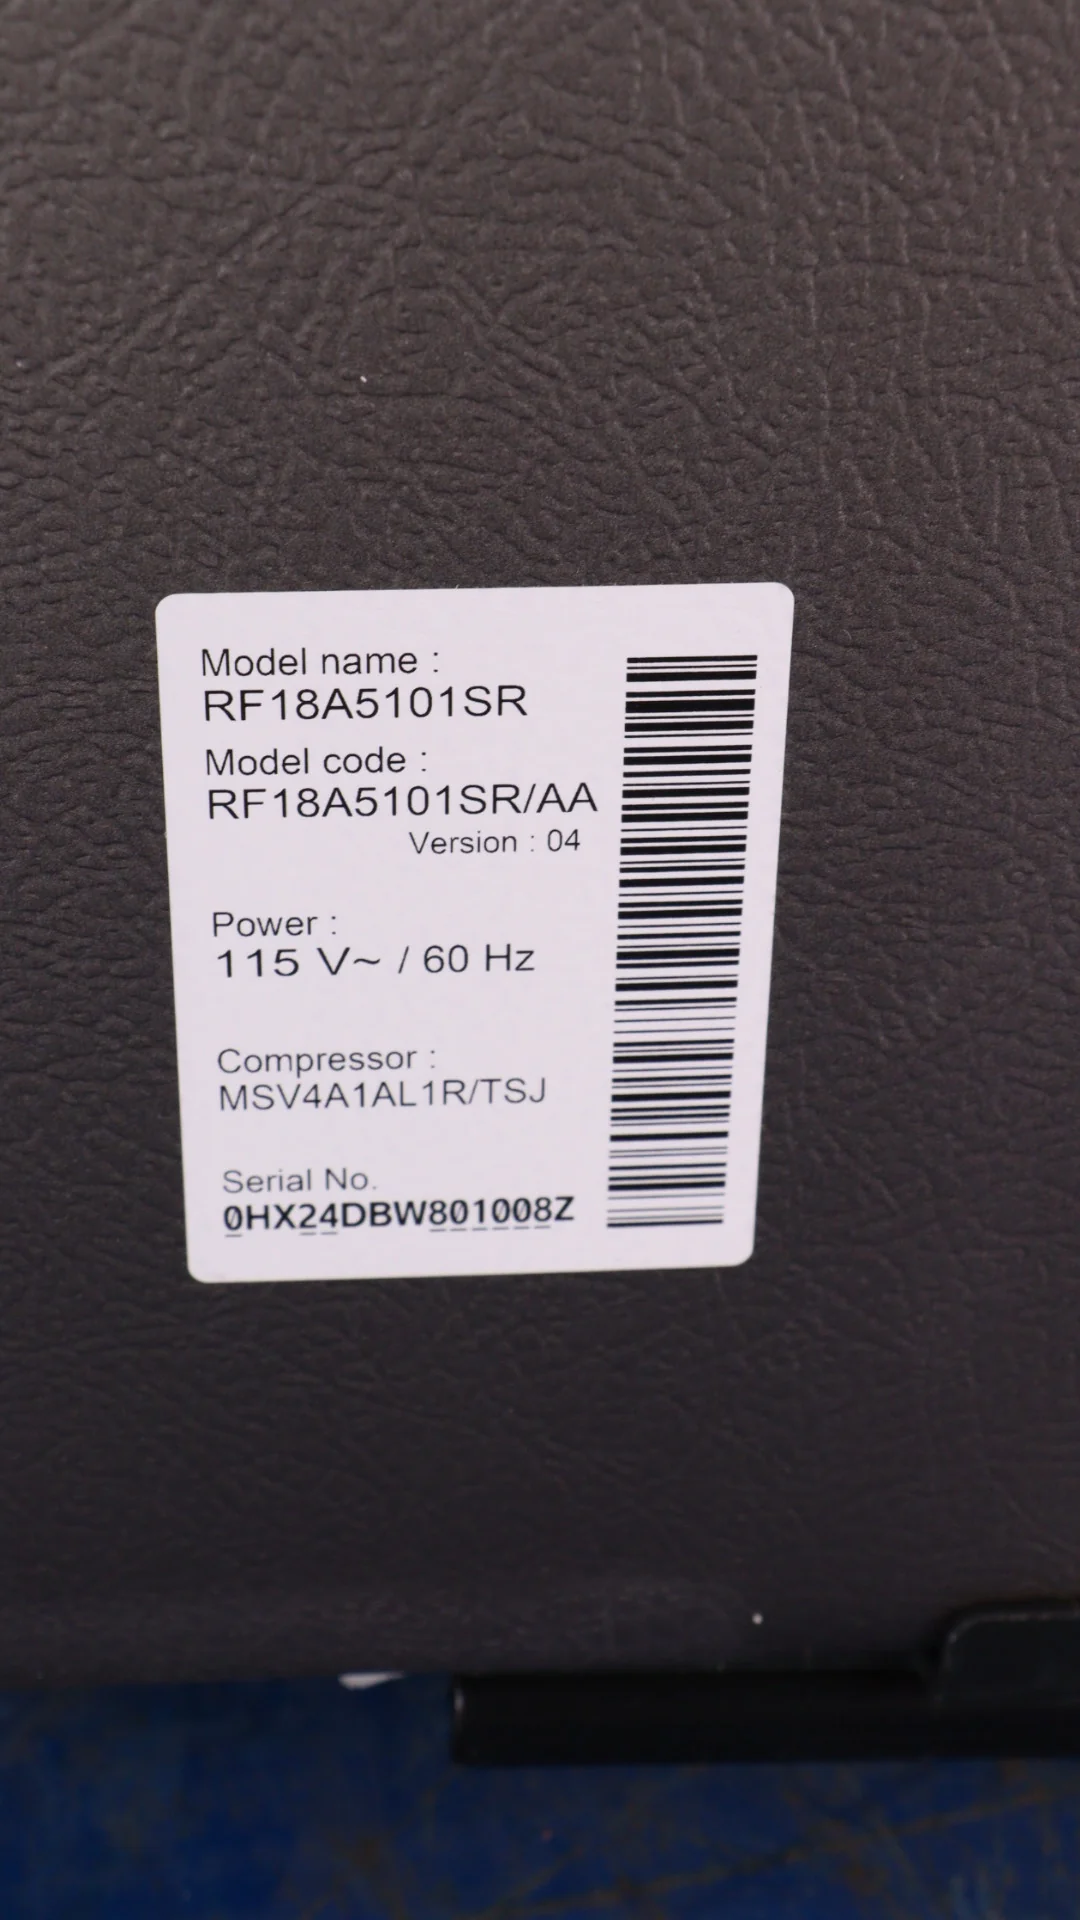 Model name :
RF18A5101SR
Model code :
RF18A5101SR/AA
Version : 04
Power :
115 V~ / 60 Hz
Compressor :
MSV4A1AL1R/TSJ
Serial No.
0HX24DBW801008Z